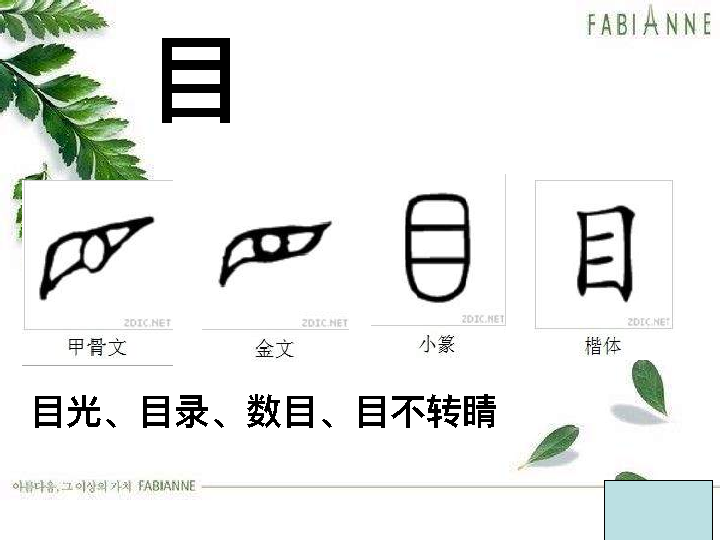 FABIANNE
目
目
ZDIC.NET
ZDIC.NET
ZDIC.NET
ZDIC.NET
甲骨文
金文
小篆
楷体
目光、目录、数目、目不转睛
아름다움, 그 이상의 가치 FABIANNE